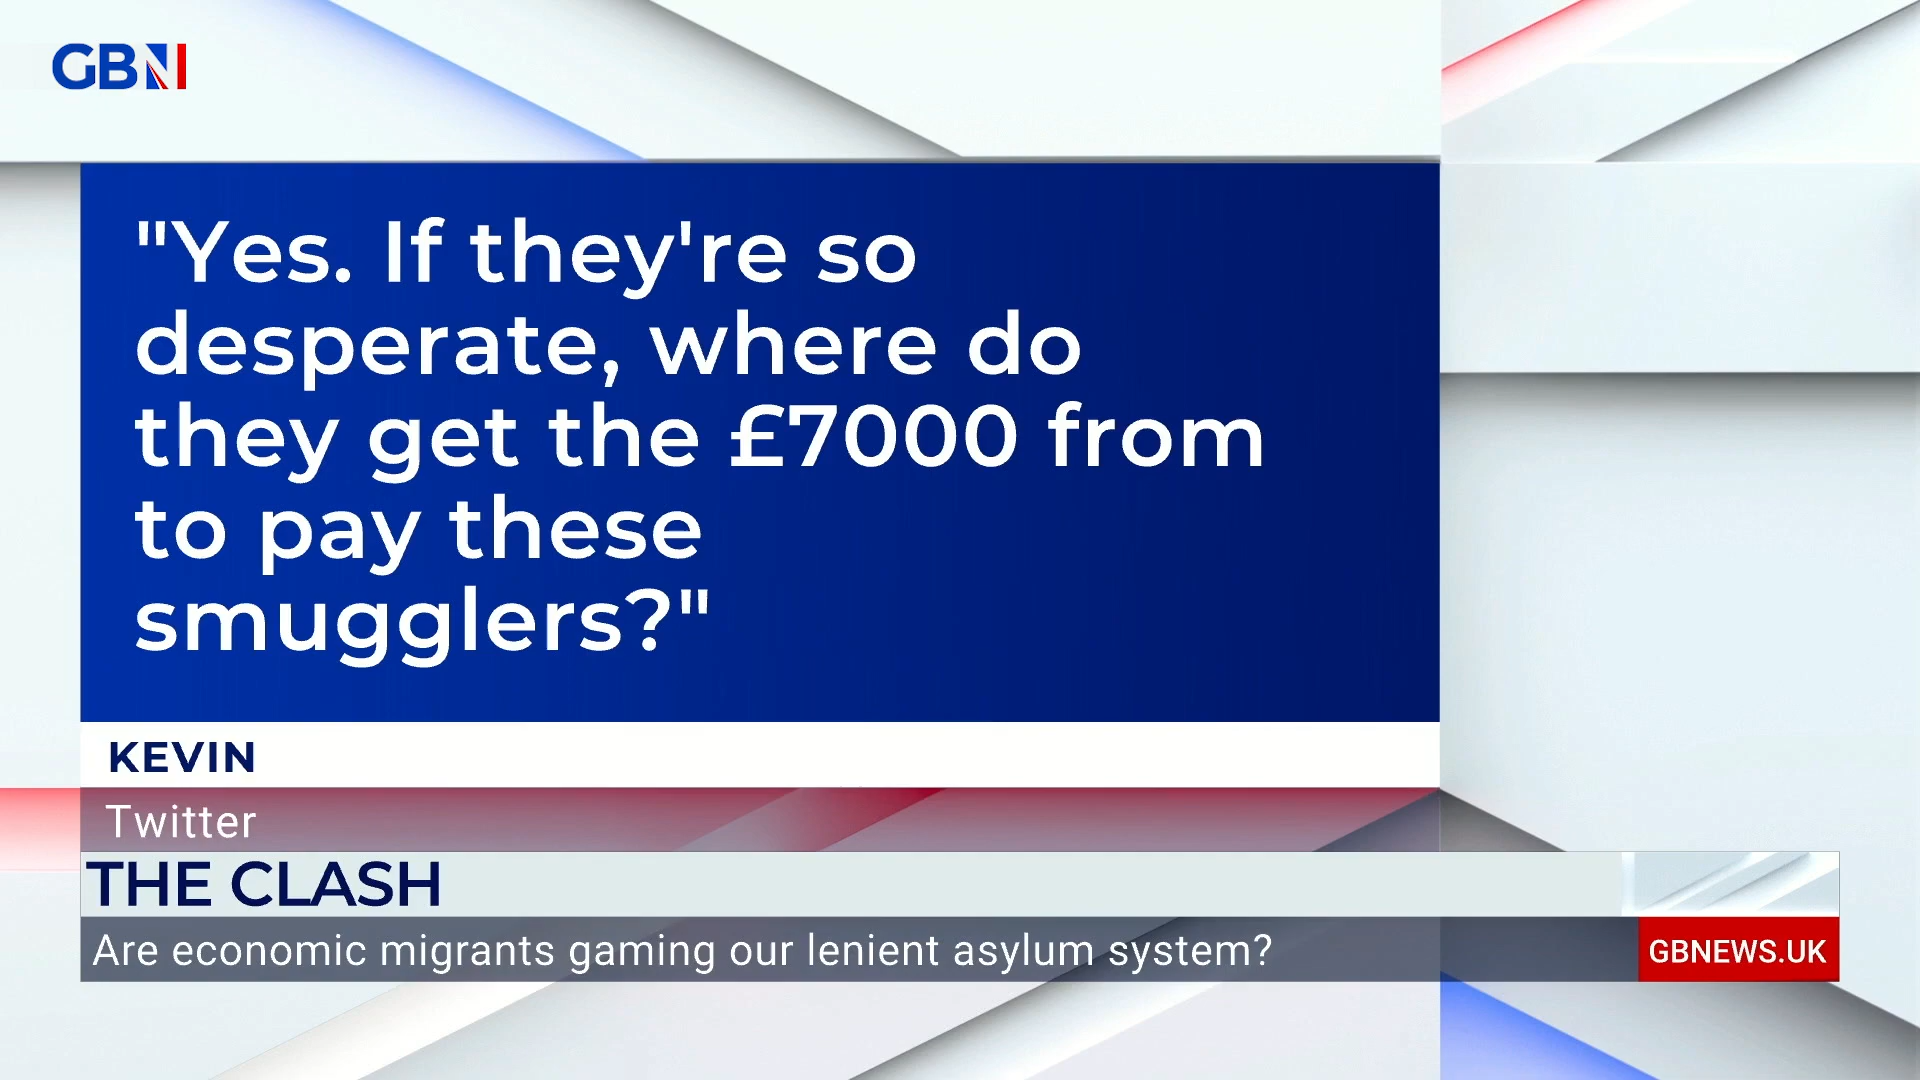 GBN
"Yes. If they're so
desperate, where do
they get the £7000 from
to pay these
smugglers?"
KEVIN
Twitter
THE CLASH
Are economic migrants gaming our lenient asylum system?
GBNEWS.UK